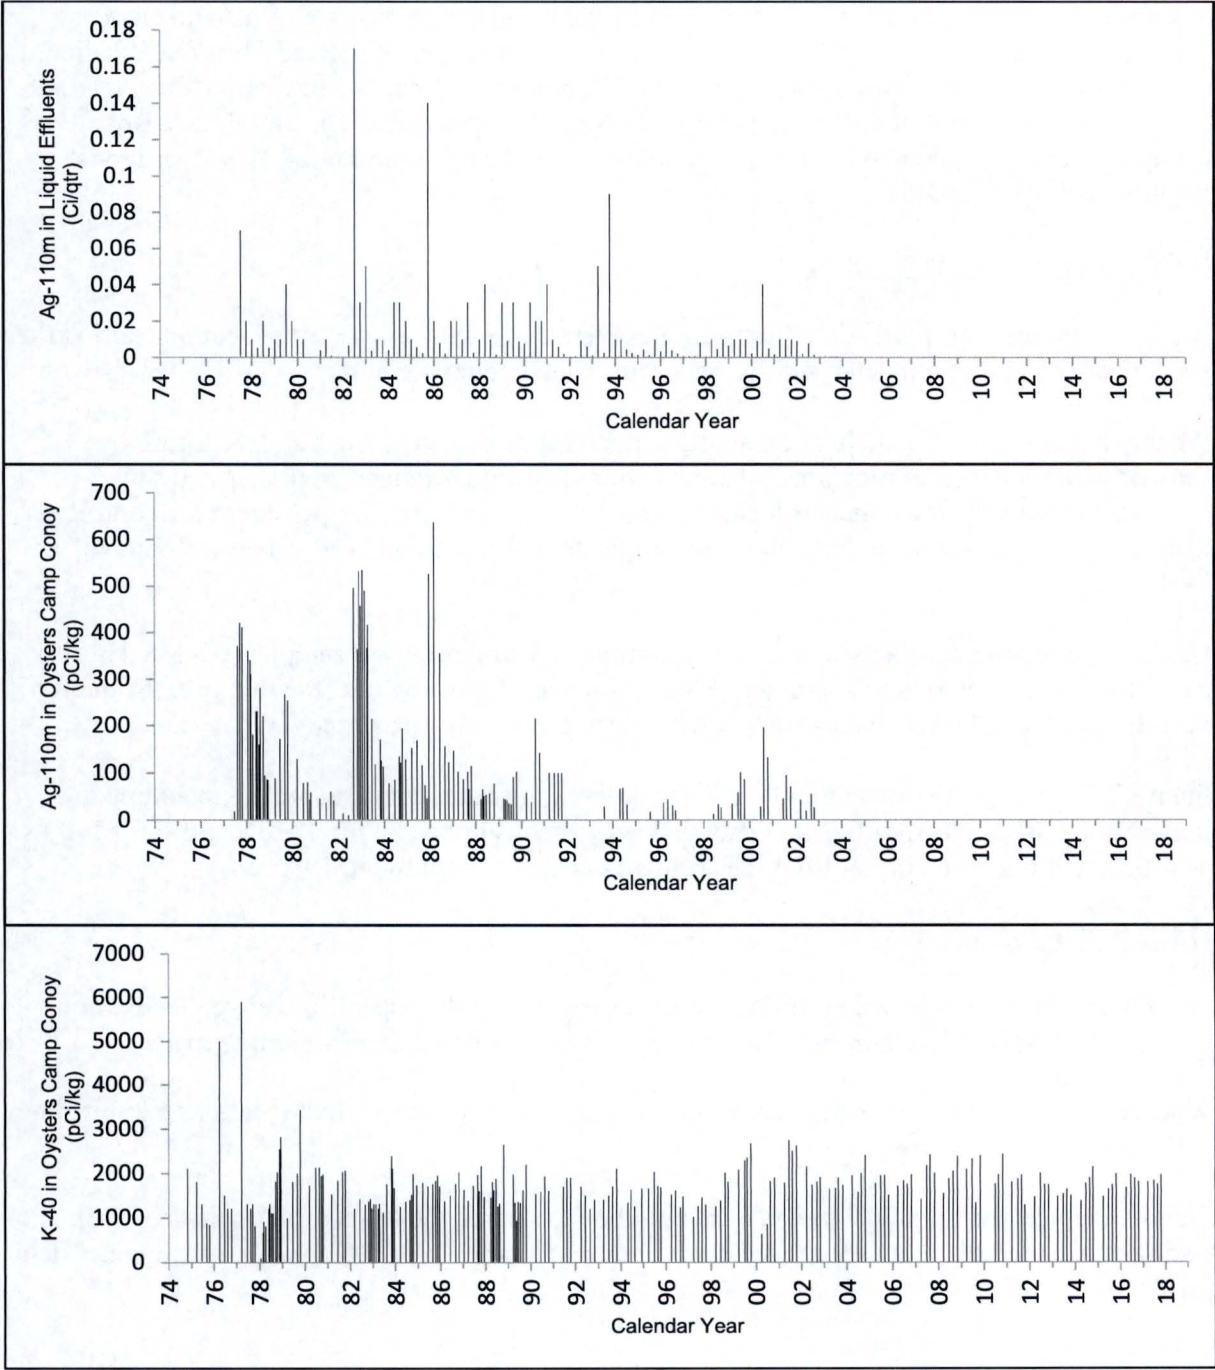 Ag-110m in Liquid Effluents
(Ci/qtr)
0.18
0.16
0.14
0.12
0.1
0.08
0.06
0.04
0.02
0
74 76 78 80 82 84 86 88 90 92 94 96 98 00 02 04 06 08 10 12 14 16 18
Calendar Year
Ag-110m in Oysters Camp Conoy
(pCi/kg)
700
600
500
400
300
200
100
0
74 76 78 80 82 84 86 88 90 92 94 96 98 00 02 04 06 08 10 12 14 16 18
Calendar Year
K-40 in Oysters Camp Conoy
(pCi/kg)
7000
6000
5000
4000
3000
2000
1000
0
74 76 78 80 82 84 86 88 90 92 94 96 98 00 02 04 06 08 10 12 14 16 18
Calendar Year